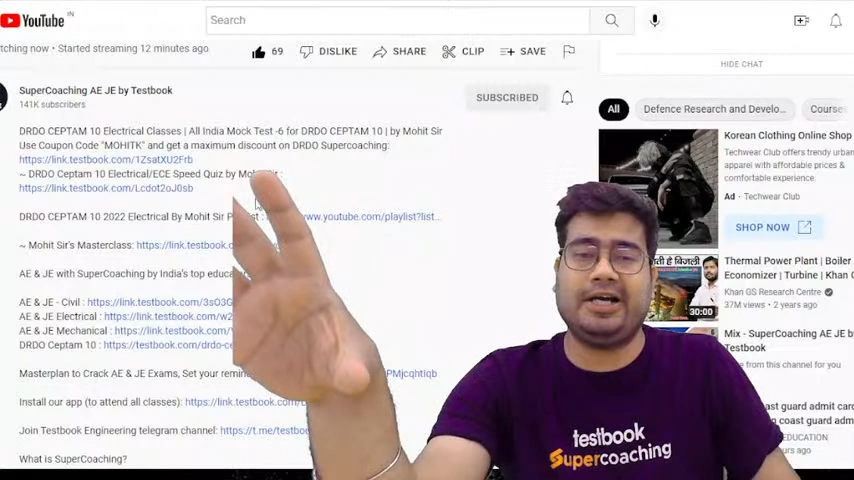 YouTube IN
Search
tching now • Started streaming 12 minutes ago
69 DISLIKE SHARE CLIP SAVE
HIDE CHAT
SuperCoaching AE JE by Testbook
141K subscribers
SUBSCRIBED
All Defence Research and Develo... Courses
DRDO CEPTAM 10 Electrical Classes | All India Mock Test -6 for DRDO CEPTAM 10 | by Mohit Sir
Use Coupon Code "MOHITK" and get a maximum discount on DRDO Supercoaching:
https://link.testbook.com/1ZsatXU2Frb
~ DRDO Ceptam 10 Electrical/ECE Speed Quiz by Sir :
https://link.testbook.com/Lcdot2oJ0sb
DRDO CEPTAM 10 2022 Electrical By Mohit Sir www.youtube.com/playlist?list...
~ Mohit Sir's Masterclass: https://link.testbook.
AE & JE with SuperCoaching by India's top
AE & JE - Civil : https://link.testbook.com/3sO3G
AE & JE Electrical : https://link.testbook.com/w2
AE & JE Mechanical : https://link.testbook.com/
DRDO Ceptam 10 : https://testbook.com/drdo-c
Masterplan to Crack AE & JE Exams, Set your PMjcqhtIqb
Install our app (to attend all classes): https://link.testbook.com/
Join Testbook Engineering telegram channel: https://t.me/
What is SuperCoaching?
Korean Clothing Online Shop
Techwear Club offers trends
apparel with affordable prices &
comfortable experience.
Ad • Techwear Club
SHOP NOW
Thermal Power Plant | Boiler
Economizer | Turbine | Khan G
Khan GS Research Centre
37M views • 2 years ago
है बिजली
30:00
Mix - SuperCoaching AE JE by
Testbook
from this channel for you
ast guard admit card
coast guard
EDUCATION
ours ago
testbook
Supercoaching